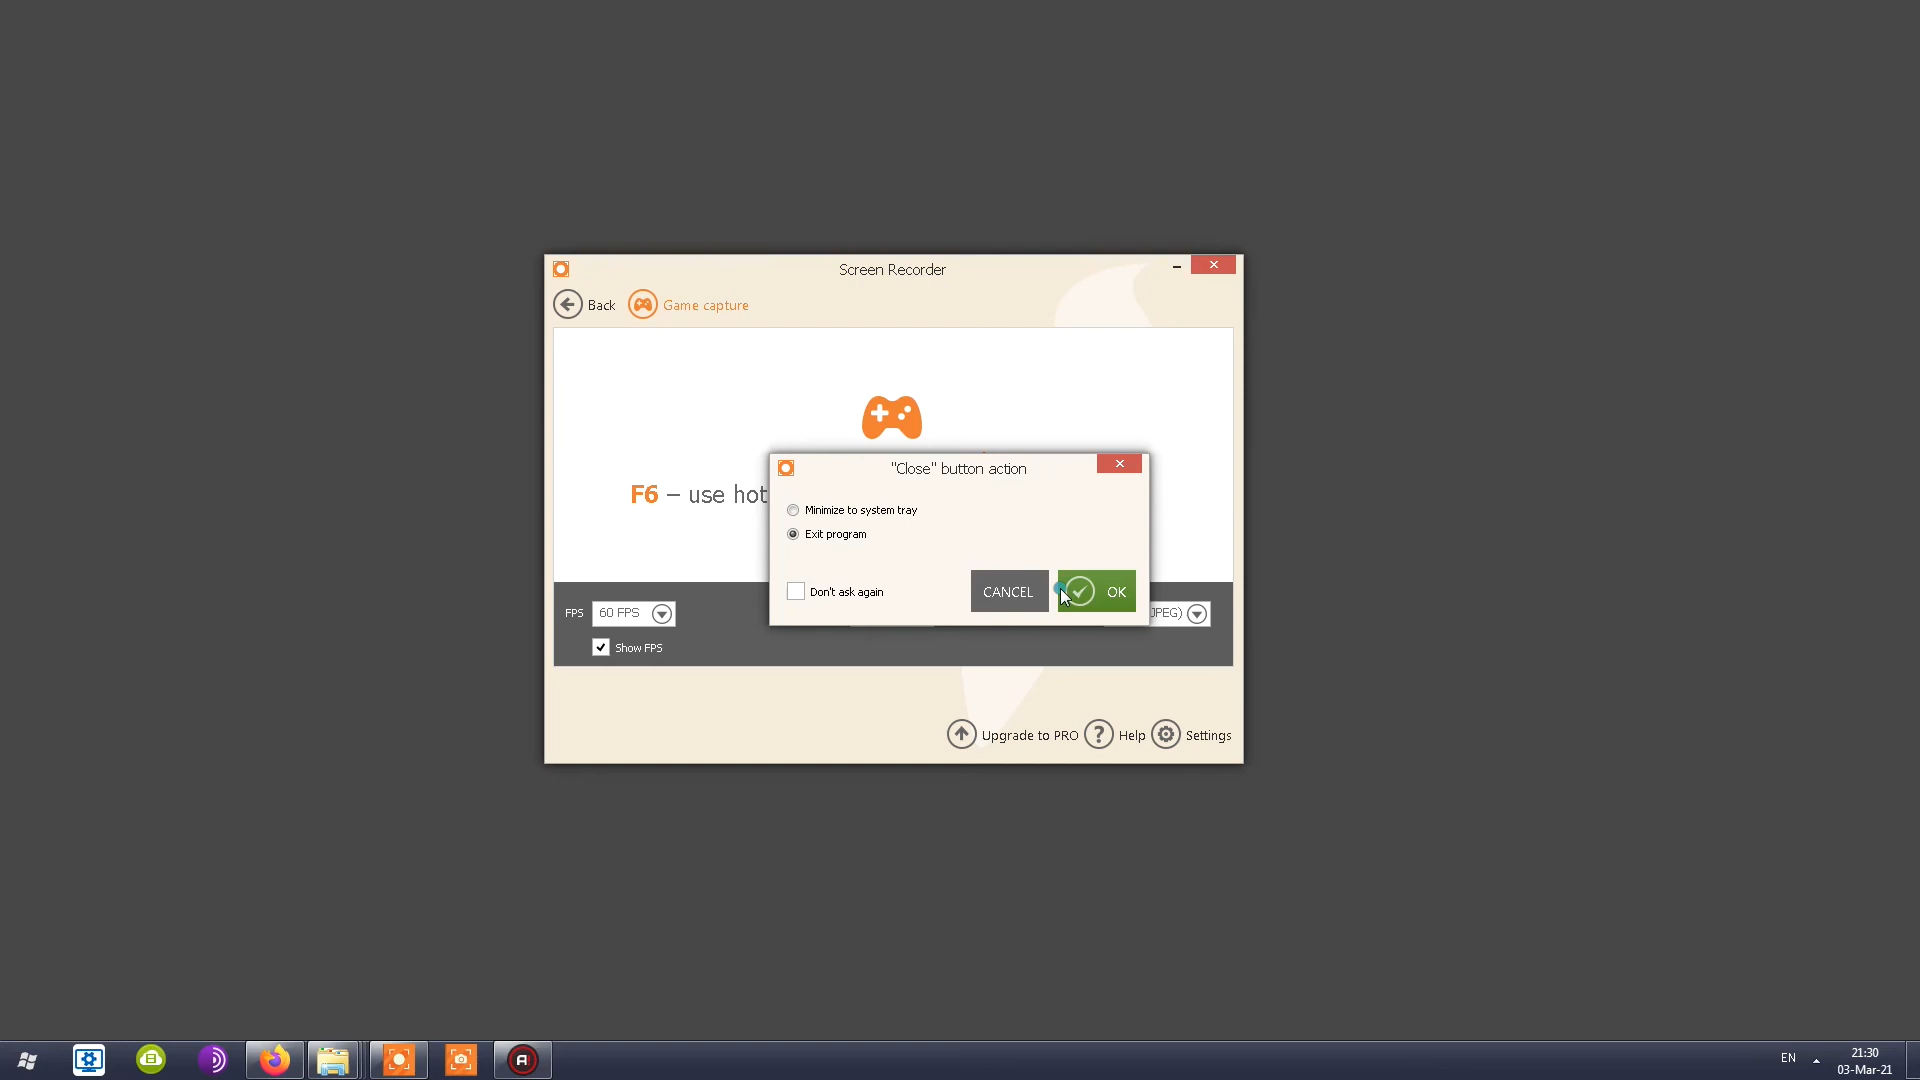 Screen Recorder
Back
Game capture
F6 – use hot
"Close" button action
Minimize to system tray
Exit program
Don't ask again
CANCEL
OK
FPS
60 FPS
JPEG)
Show FPS
Upgrade to PRO
Help
Settings
EN
21:30
03-Mar-21